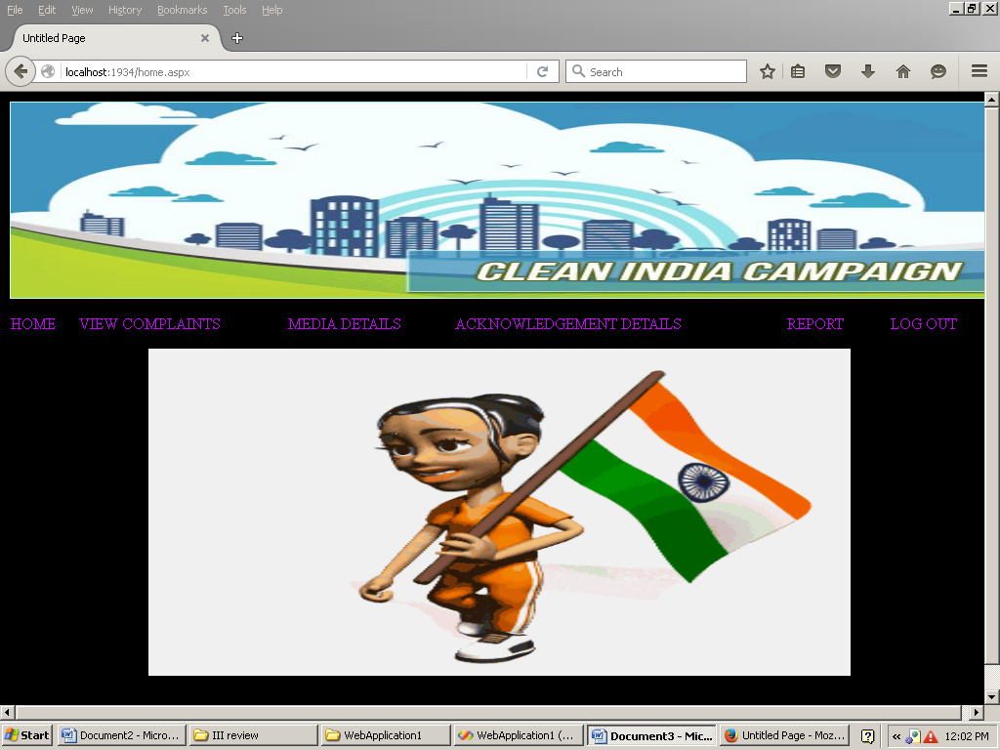 File Edit View History Bookmarks Tools Help
Untitled Page
localhost:1934/home.aspx
Search
CLEAN INDIA CAMPAIGN
HOME VIEW COMPLAINTS MEDIA DETAILS ACKNOWLEDGEMENT DETAILS REPORT LOG OUT
Start Document2 - Micro... III review WebApplication1 WebApplication1 (... Document3 - Mic... Untitled Page - Moz... 12:02 PM